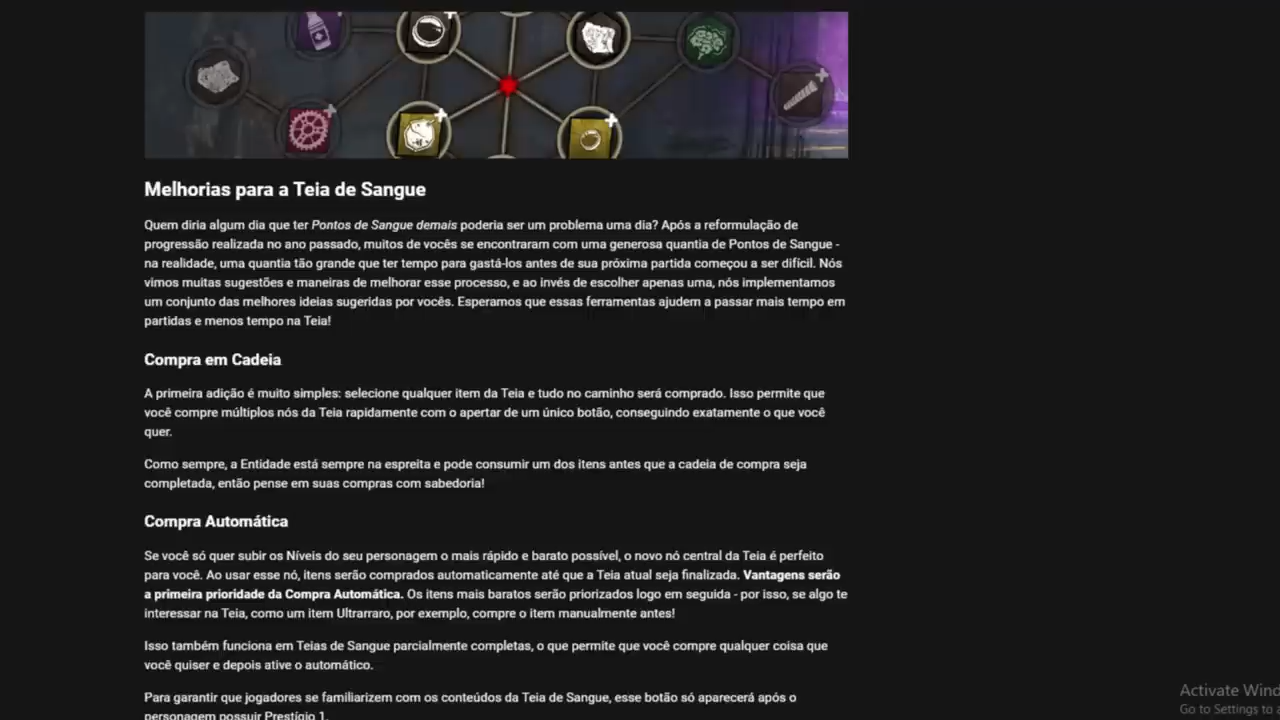 Melhorias para a Teia de Sangue
Quem diria algum dia que ter Pontos de Sangue demais poderia ser um problema uma dia? Após a reformulação de
progressão realizada no ano passado, muitos de vocês se encontraram com uma generosa quantia de Pontos de Sangue -
na realidade, uma quantia tão grande que ter tempo para gastá-los antes de sua próxima partida começou a ser difícil. Nós
vimos muitas sugestões e maneiras de melhorar esse processo, e ao invés de escolher apenas uma, nós implementamos
um conjunto das melhores ideias sugeridas por vocês. Esperamos que essas ferramentas ajudem a passar mais tempo em
partidas e menos tempo na Teia!
Compra em Cadeia
A primeira adição é muito simples: selecione qualquer item da Teia e tudo no caminho será comprado. Isso permite que
você compre múltiplos nós da Teia rapidamente com o apertar de um único botão, conseguindo exatamente o que você
quer.
Como sempre, a Entidade está sempre na espreita e pode consumir um dos itens antes que a cadeia de compra seja
completada, então pense em suas compras com sabedoria!
Compra Automática
Se você só quer subir os Níveis do seu personagem o mais rápido e barato possível, o novo nó central da Teia é perfeito
para você. Ao usar esse nó, itens serão comprados automaticamente até que a Teia atual seja finalizada. Vantagens serão
a primeira prioridade da Compra Automática. Os itens mais baratos serão priorizados logo em seguida - por isso, se algo te
interessar na Teia, como um item Ultrarraro, por exemplo, compre o item manualmente antes!
Isso também funciona em Teias de Sangue parcialmente completas, o que permite que você compre qualquer coisa que
você quiser e depois ative o automático.
Para garantir que jogadores se familiarizem com os conteúdos da Teia de Sangue, esse botão só aparecerá após o
personagem possuir Prestígio 1.
Activate Wind
Go to Settings to a